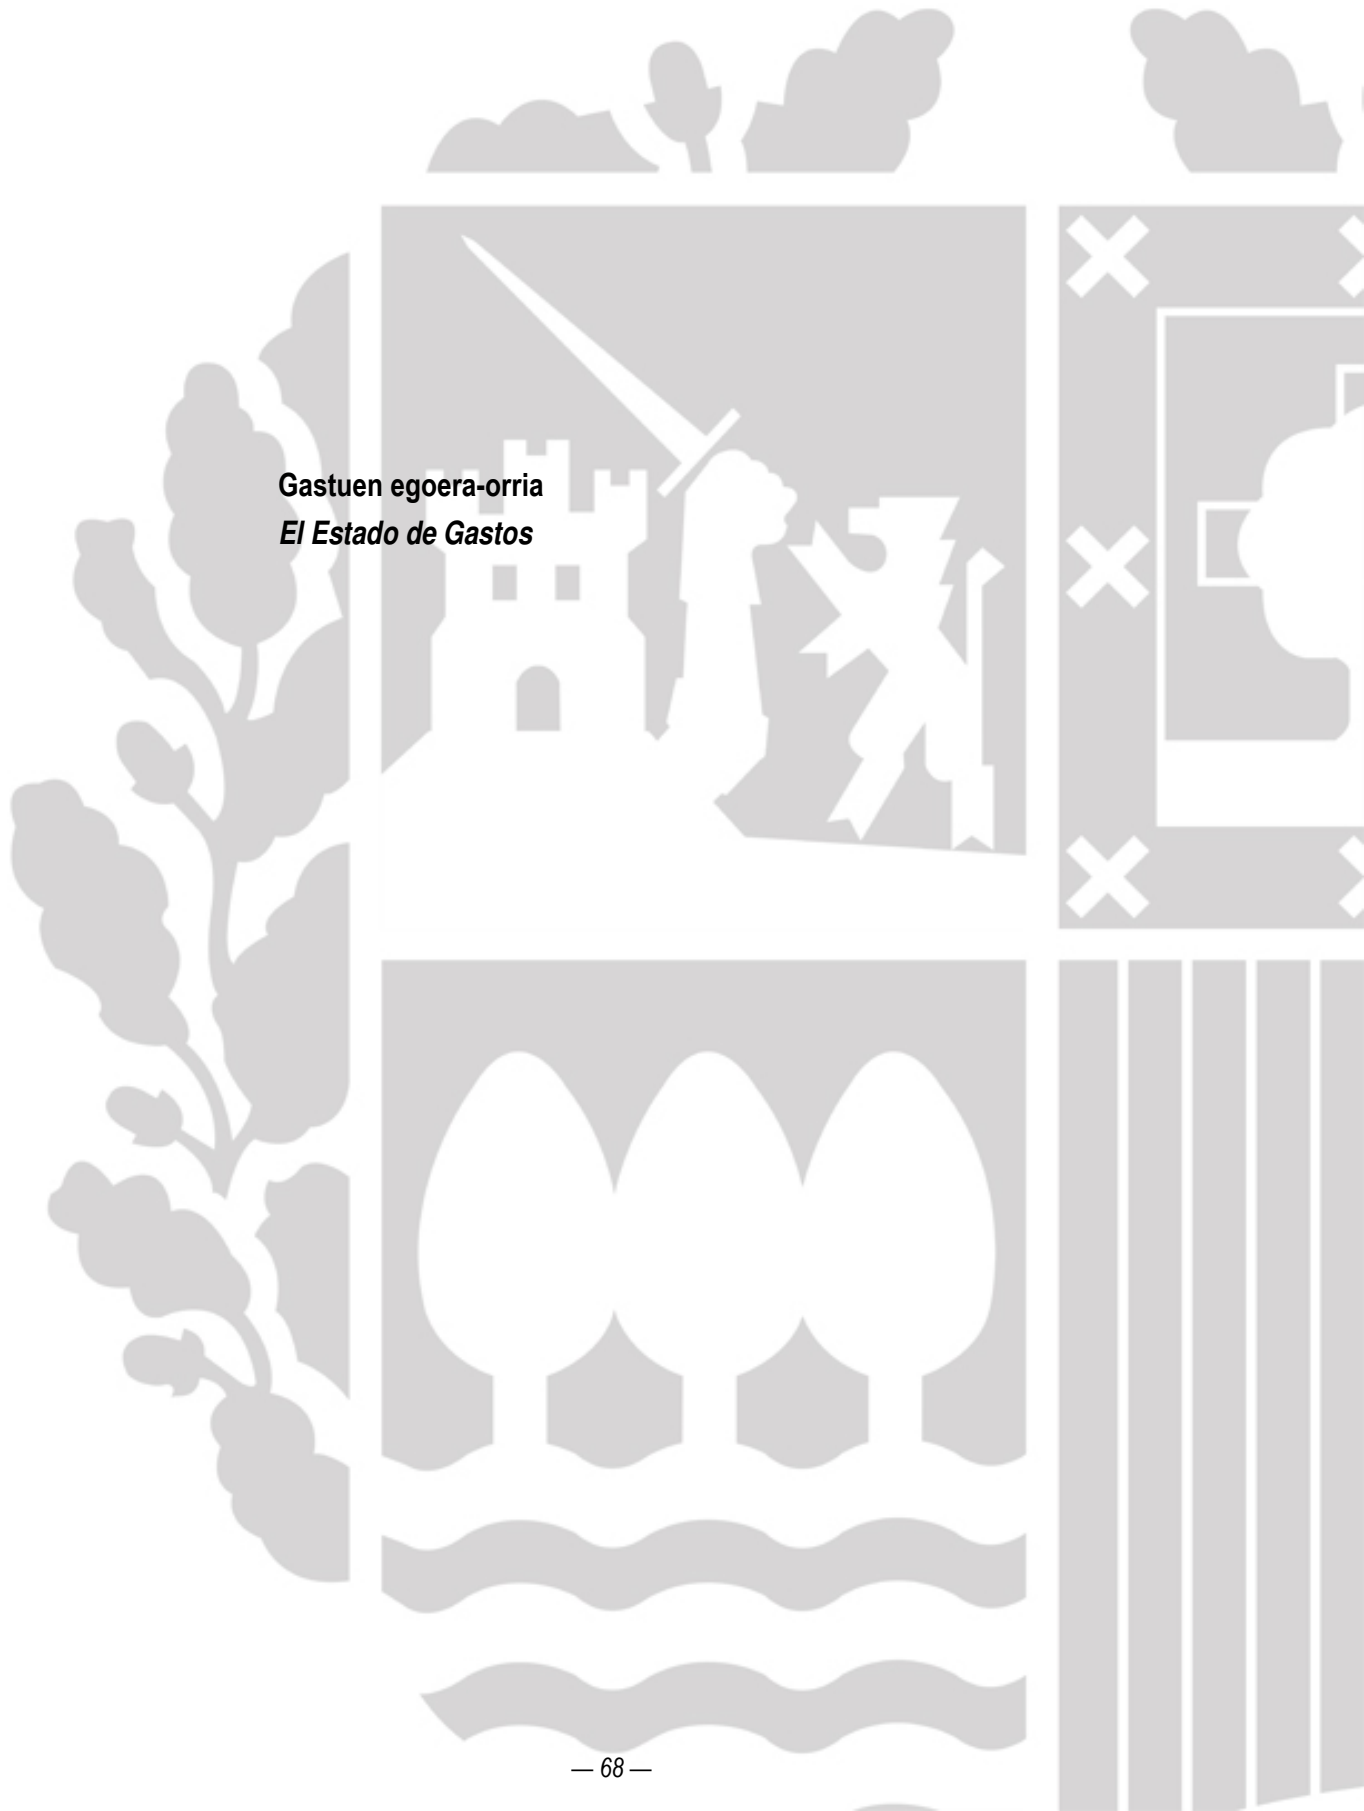 Gastuen egoera-orria
El Estado de Gastos
— 68 —